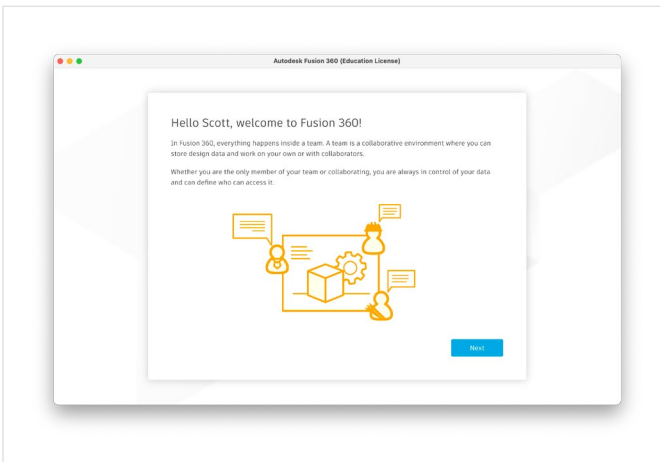 Autodesk Fusion 360 (Education License)
Hello Scott, welcome to Fusion 360!
In Fusion 360, everything happens inside a team. A team is a collaborative environment where you can
store design data and work on your own or with collaborators.
Whether you are the only member of your team or collaborating, you are always in control of your data
and can define who can access it.
Next